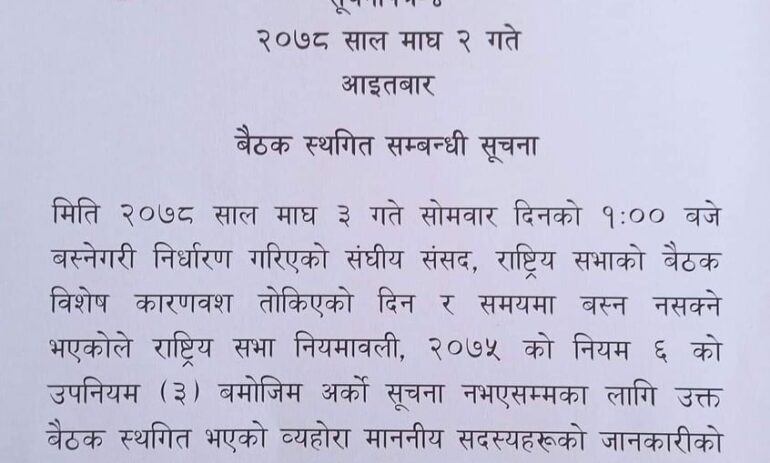 २०७८ साल माघ २ गते
आइतबार
बैठक स्थगित सम्बन्धी सूचना
मिति २०७८ साल माघ ३ गते सोमवार दिनको १:०० बजे
बस्नेगरी निर्धारण गरिएको संघीय संसद, राष्ट्रिय सभाको बैठक
विशेष कारणवश तोकिएको दिन र समयमा बस्न नसक्ने
भएकोले राष्ट्रिय सभा नियमावली, २०७५ को नियम ६ को
उपनियम (३) बमोजिम अर्को सूचना नभएसम्मका लागि उक्त
बैठक स्थगित भएको व्यहोरा माननीय सदस्यहरूको जानकारीको